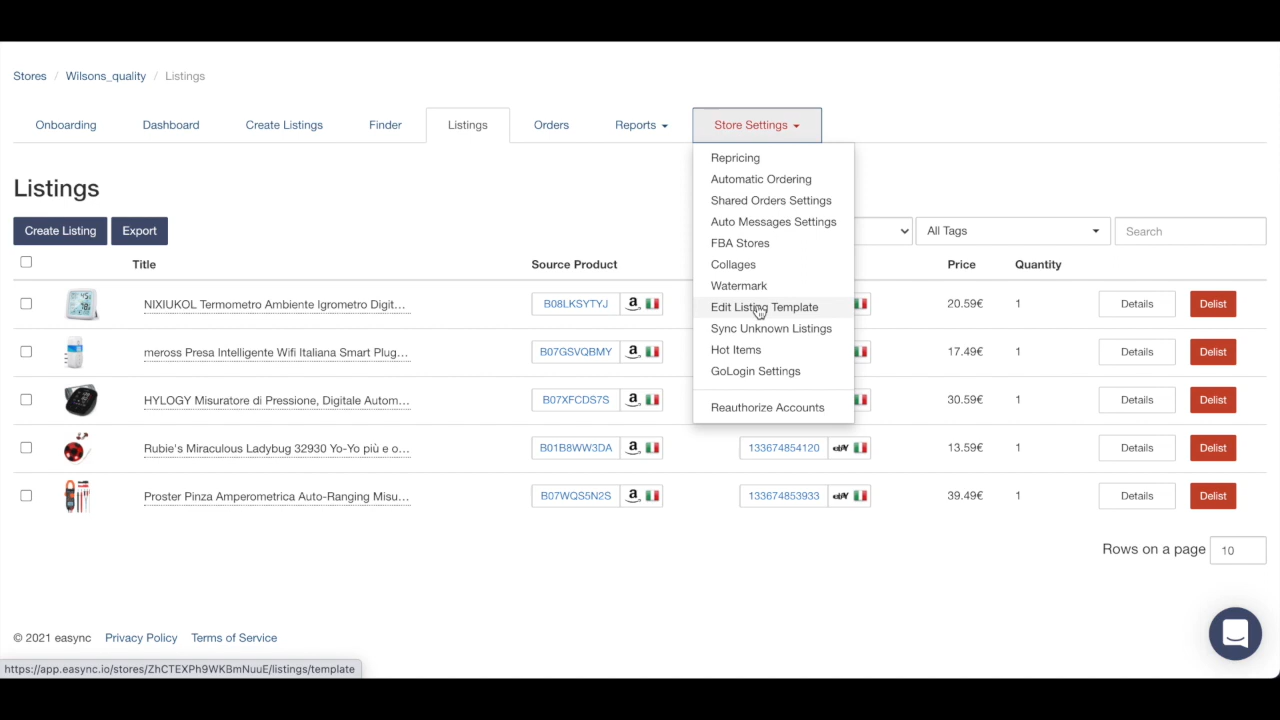 Stores / Wilsons_quality / Listings
Onboarding Dashboard Create Listings Finder Listings Orders Reports Store Settings
Repricing
Automatic Ordering
Shared Orders Settings
Auto Messages Settings
FBA Stores
Collages
Watermark
Edit Listing Template
Sync Unknown Listings
Hot Items
GoLogin Settings
Reauthorize Accounts
Listings
Create Listing Export All Tags Search
Title Source Product Price Quantity
NIXIUKOL Termometro Ambiente Igrometro Digit... B08LKSYTYJ a 20.59€ 1 Details Delist
meross Presa Intelligente Wifi Italiana Smart Plug... B07GSVQBMY a 17.49€ 1 Details Delist
HYLOGY Misuratore di Pressione, Digitale Autom... B07XFCDS7S a 30.59€ 1 Details Delist
Rubie's Miraculous Ladybug 32930 Yo-Yo più e o... B01B8WW3DA a 133674854120 ebay 13.59€ 1 Details Delist
Proster Pinza Amperometrica Auto-Ranging Misu... B07WQS5N2S a 133674853933 ebay 39.49€ 1 Details Delist
Rows on a page 10
© 2021 easync Privacy Policy Terms of Service
https://app.easync.io/stores/ZhCTEXPh9WKBmNuuE/listings/template